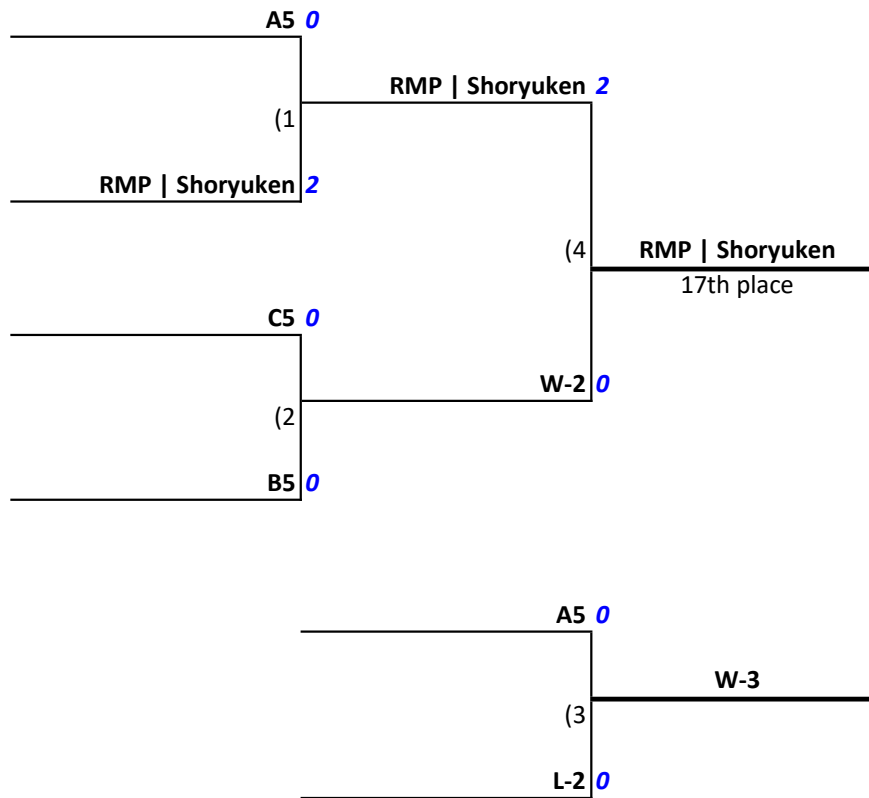 A5 0
RMP | Shoryuken 2
(1
RMP | Shoryuken 2
(4
RMP | Shoryuken
17th place
C5 0
W-2 0
(2
B5 0
A5 0
W-3
(3
L-2 0